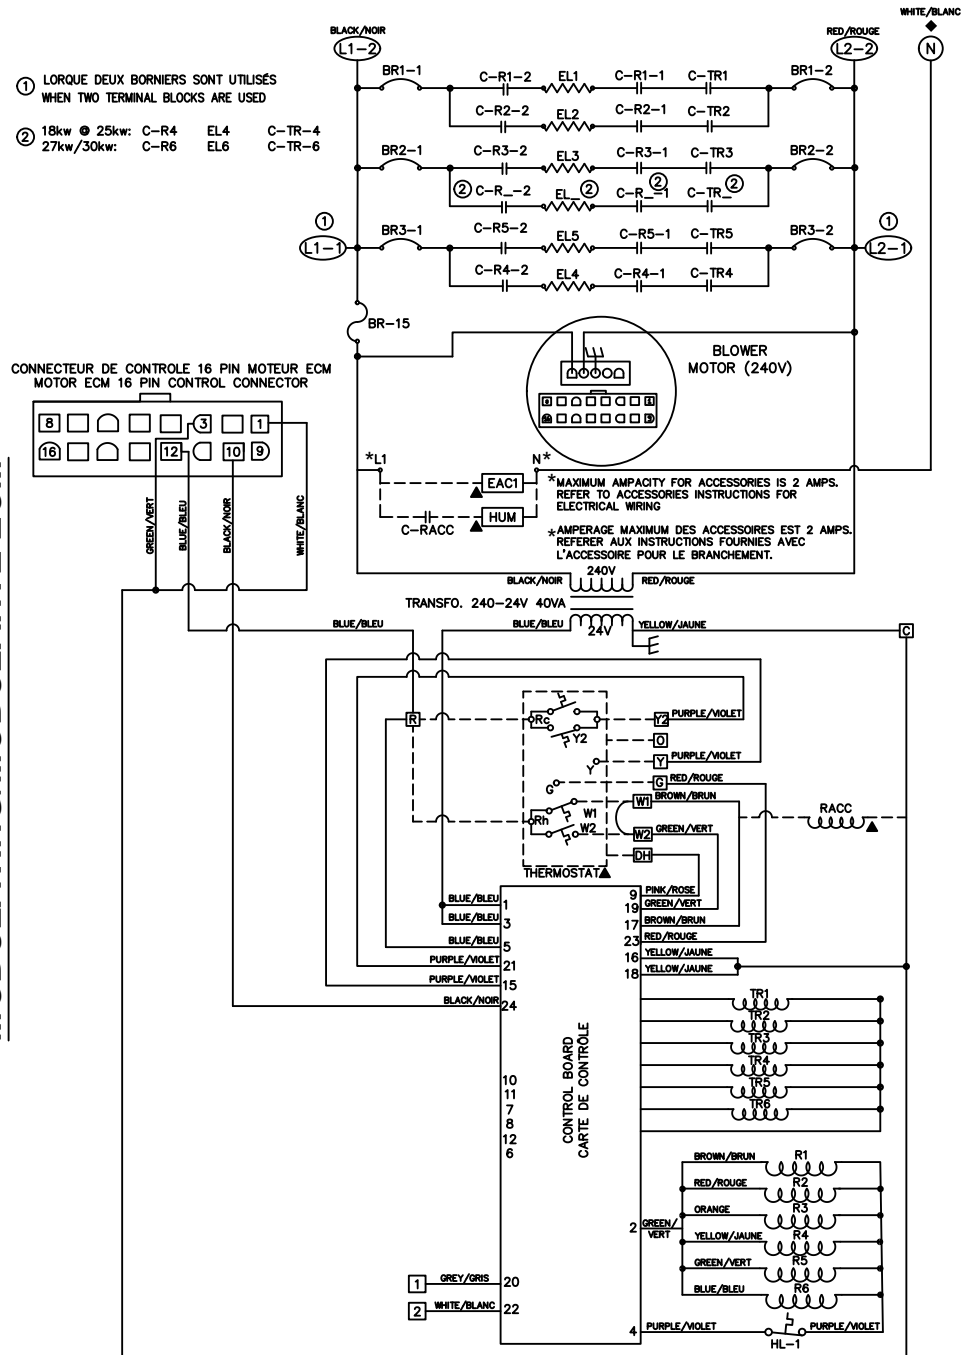 WHITE/BLANC
BLACK/NOIR
RED/ROUGE
L1-2
L2-2
N
1 LORQUE DEUX BORNIERS SONT UTILISÉS
WHEN TWO TERMINAL BLOCKS ARE USED
2 18kw @ 25kw: C-R4 EL4 C-TR-4
27kw/30kw: C-R6 EL6 C-TR-6
BR1-1 C-R1-2 EL1 C-R1-1 C-TR1 BR1-2
C-R2-2 EL2 C-R2-1 C-TR2
BR2-1 C-R3-2 EL3 C-R3-1 C-TR3 BR2-2
2 C-R_-2 EL_ 2 C-R_-1 2 C-TR_ 2
1 1
L1-1 BR3-1 C-R5-2 EL5 C-R5-1 C-TR5 BR3-2 L2-1
C-R4-2 EL4 C-R4-1 C-TR4
BR-15
BLOWER
MOTOR (240V)
CONNECTEUR DE CONTROLE 16 PIN MOTEUR ECM
MOTOR ECM 16 PIN CONTROL CONNECTOR
8 3 1
16 12 10 9
GREEN/VERT
BLUE/BLEU
BLACK/NOIR
WHITE/BLANC
*L1 N*
EAC1
HUM
C-RACC
*MAXIMUM AMPACITY FOR ACCESSORIES IS 2 AMPS.
REFER TO ACCESSORIES INSTRUCTIONS FOR
ELECTRICAL WIRING
*AMPERAGE MAXIMUM DES ACCESSOIRES EST 2 AMPS.
REFERER AUX INSTRUCTIONS FOURNIES AVEC
L'ACCESSOIRE POUR LE BRANCHEMENT.
BLACK/NOIR 240V RED/ROUGE
TRANSFO. 240-24V 40VA
BLUE/BLEU BLUE/BLEU 24V YELLOW/JAUNE C
R Rc Y2 Y2 PURPLE/VIOLET
O
Y Y PURPLE/VIOLET
G G RED/ROUGE
W1 W1 BROWN/BRUN
Rh W2 W2 GREEN/VERT
DH
RACC
THERMOSTAT
BLUE/BLEU 1
BLUE/BLEU 3
BLUE/BLEU 5
PURPLE/VIOLET 21
PURPLE/VIOLET 15
BLACK/NOIR 24
9 PINK/ROSE
19 GREEN/VERT
17 BROWN/BRUN
23 RED/ROUGE
16 YELLOW/JAUNE
18 YELLOW/JAUNE
TR1
TR2
TR3
TR4
TR5
TR6
CONTROL BOARD
CARTE DE CONTRÔLE
10
11
7
8
12
6
BROWN/BRUN R1
RED/ROUGE R2
ORANGE R3
2 GREEN/
VERT
YELLOW/JAUNE R4
GREEN/VERT R5
BLUE/BLEU R6
1 GREY/GRIS 20
2 WHITE/BLANC 22
4 PURPLE/VIOLET PURPLE/VIOLET
HL-1